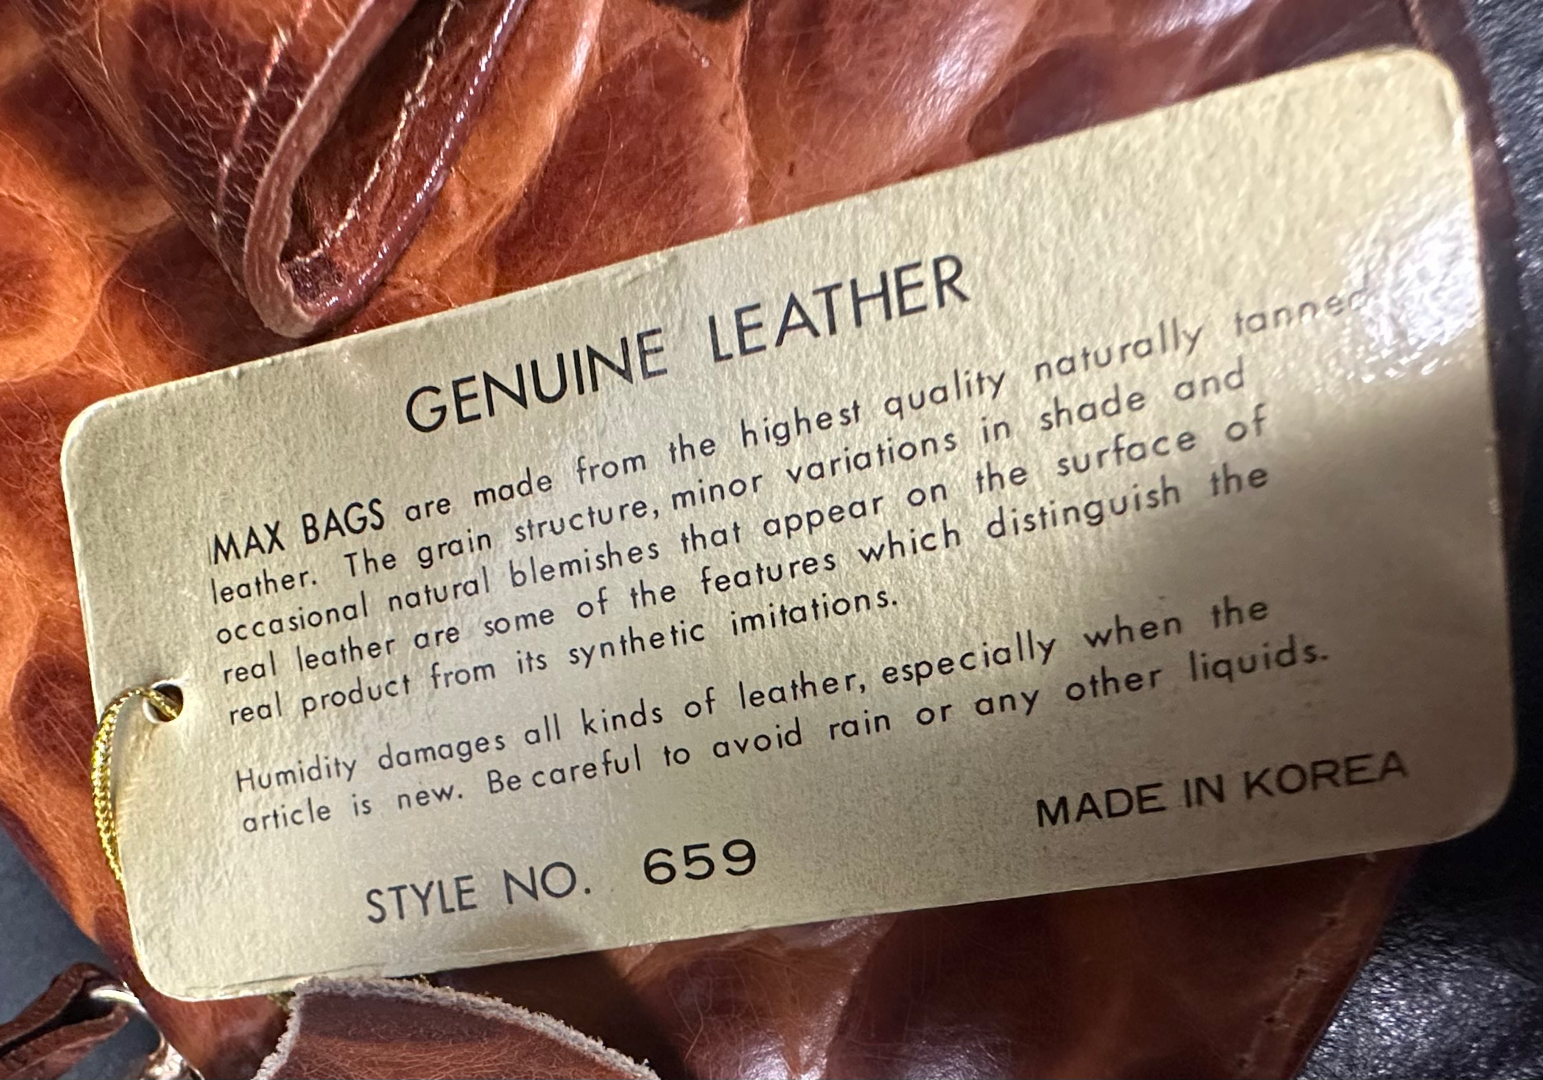 GENUINE LEATHER
MAX BAGS are made from the highest quality naturally tanned
leather. The grain structure, minor variations in shade and
occasional natural blemishes that appear on the surface of
real leather are some of the features which distinguish the
real product from its synthetic imitations.
Humidity damages all kinds of leather, especially when the
article is new. Be careful to avoid rain or any other liquids.
MADE IN KOREA
STYLE NO. 659